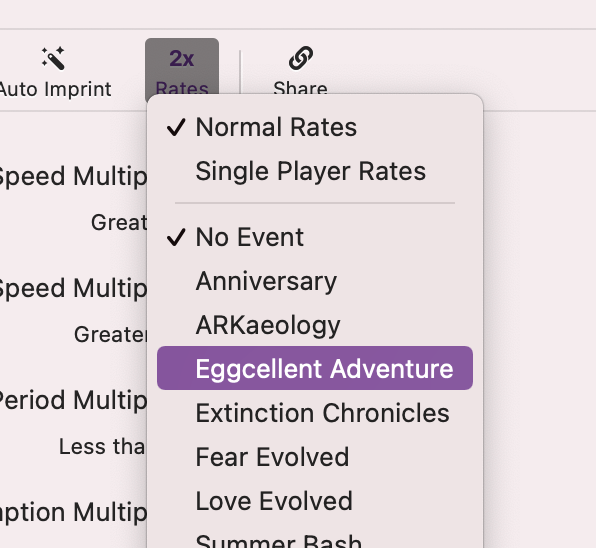 2x
Auto Imprint Rates Share
Normal Rates
Speed Multip
Single Player Rates
Great
No Event
Speed Multip
Anniversary
ARKaeology
Greater
Eggcellent Adventure
Period Multip
Extinction Chronicles
Less tha
Fear Evolved
Love Evolved
ption Multip
Summer Bash